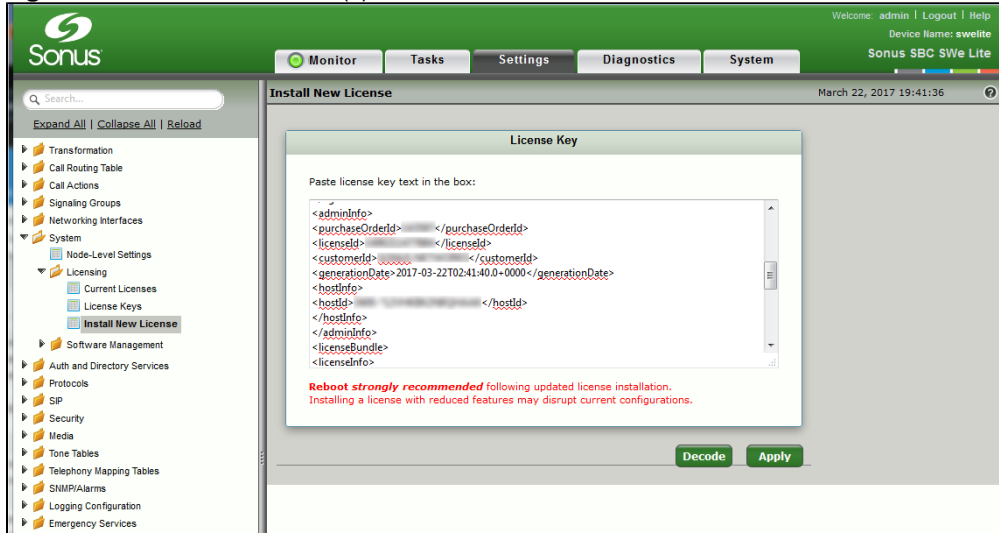 Welcome: admin | Logout | Help
Device Name: swelite
Sonus
Sonus SBC SWe Lite
Monitor
Tasks
Settings
Diagnostics
System
Search...
Expand All | Collapse All | Reload
Transformation
Call Routing Table
Call Actions
Signaling Groups
Networking Interfaces
System
Node-Level Settings
Licensing
Current Licenses
License Keys
Install New License
Software Management
Auth and Directory Services
Protocols
SIP
Security
Media
Tone Tables
Telephony Mapping Tables
SNMP/Alarms
Logging Configuration
Emergency Services
Install New License
March 22, 2017 19:41:36
License Key
Paste license key text in the box:
<adminInfo>
<purchaseOrderId> </purchaseOrderId>
<licenseId> </licenseId>
<customerId> </customerId>
<generationDate>2017-03-22T02:41:40.0+0000</generationDate>
<hostInfo>
<hostId> </hostId>
</hostInfo>
</adminInfo>
<licenseBundle>
<licenseInfo>
Reboot strongly recommended following updated license installation.
Installing a license with reduced features may disrupt current configurations.
Decode
Apply